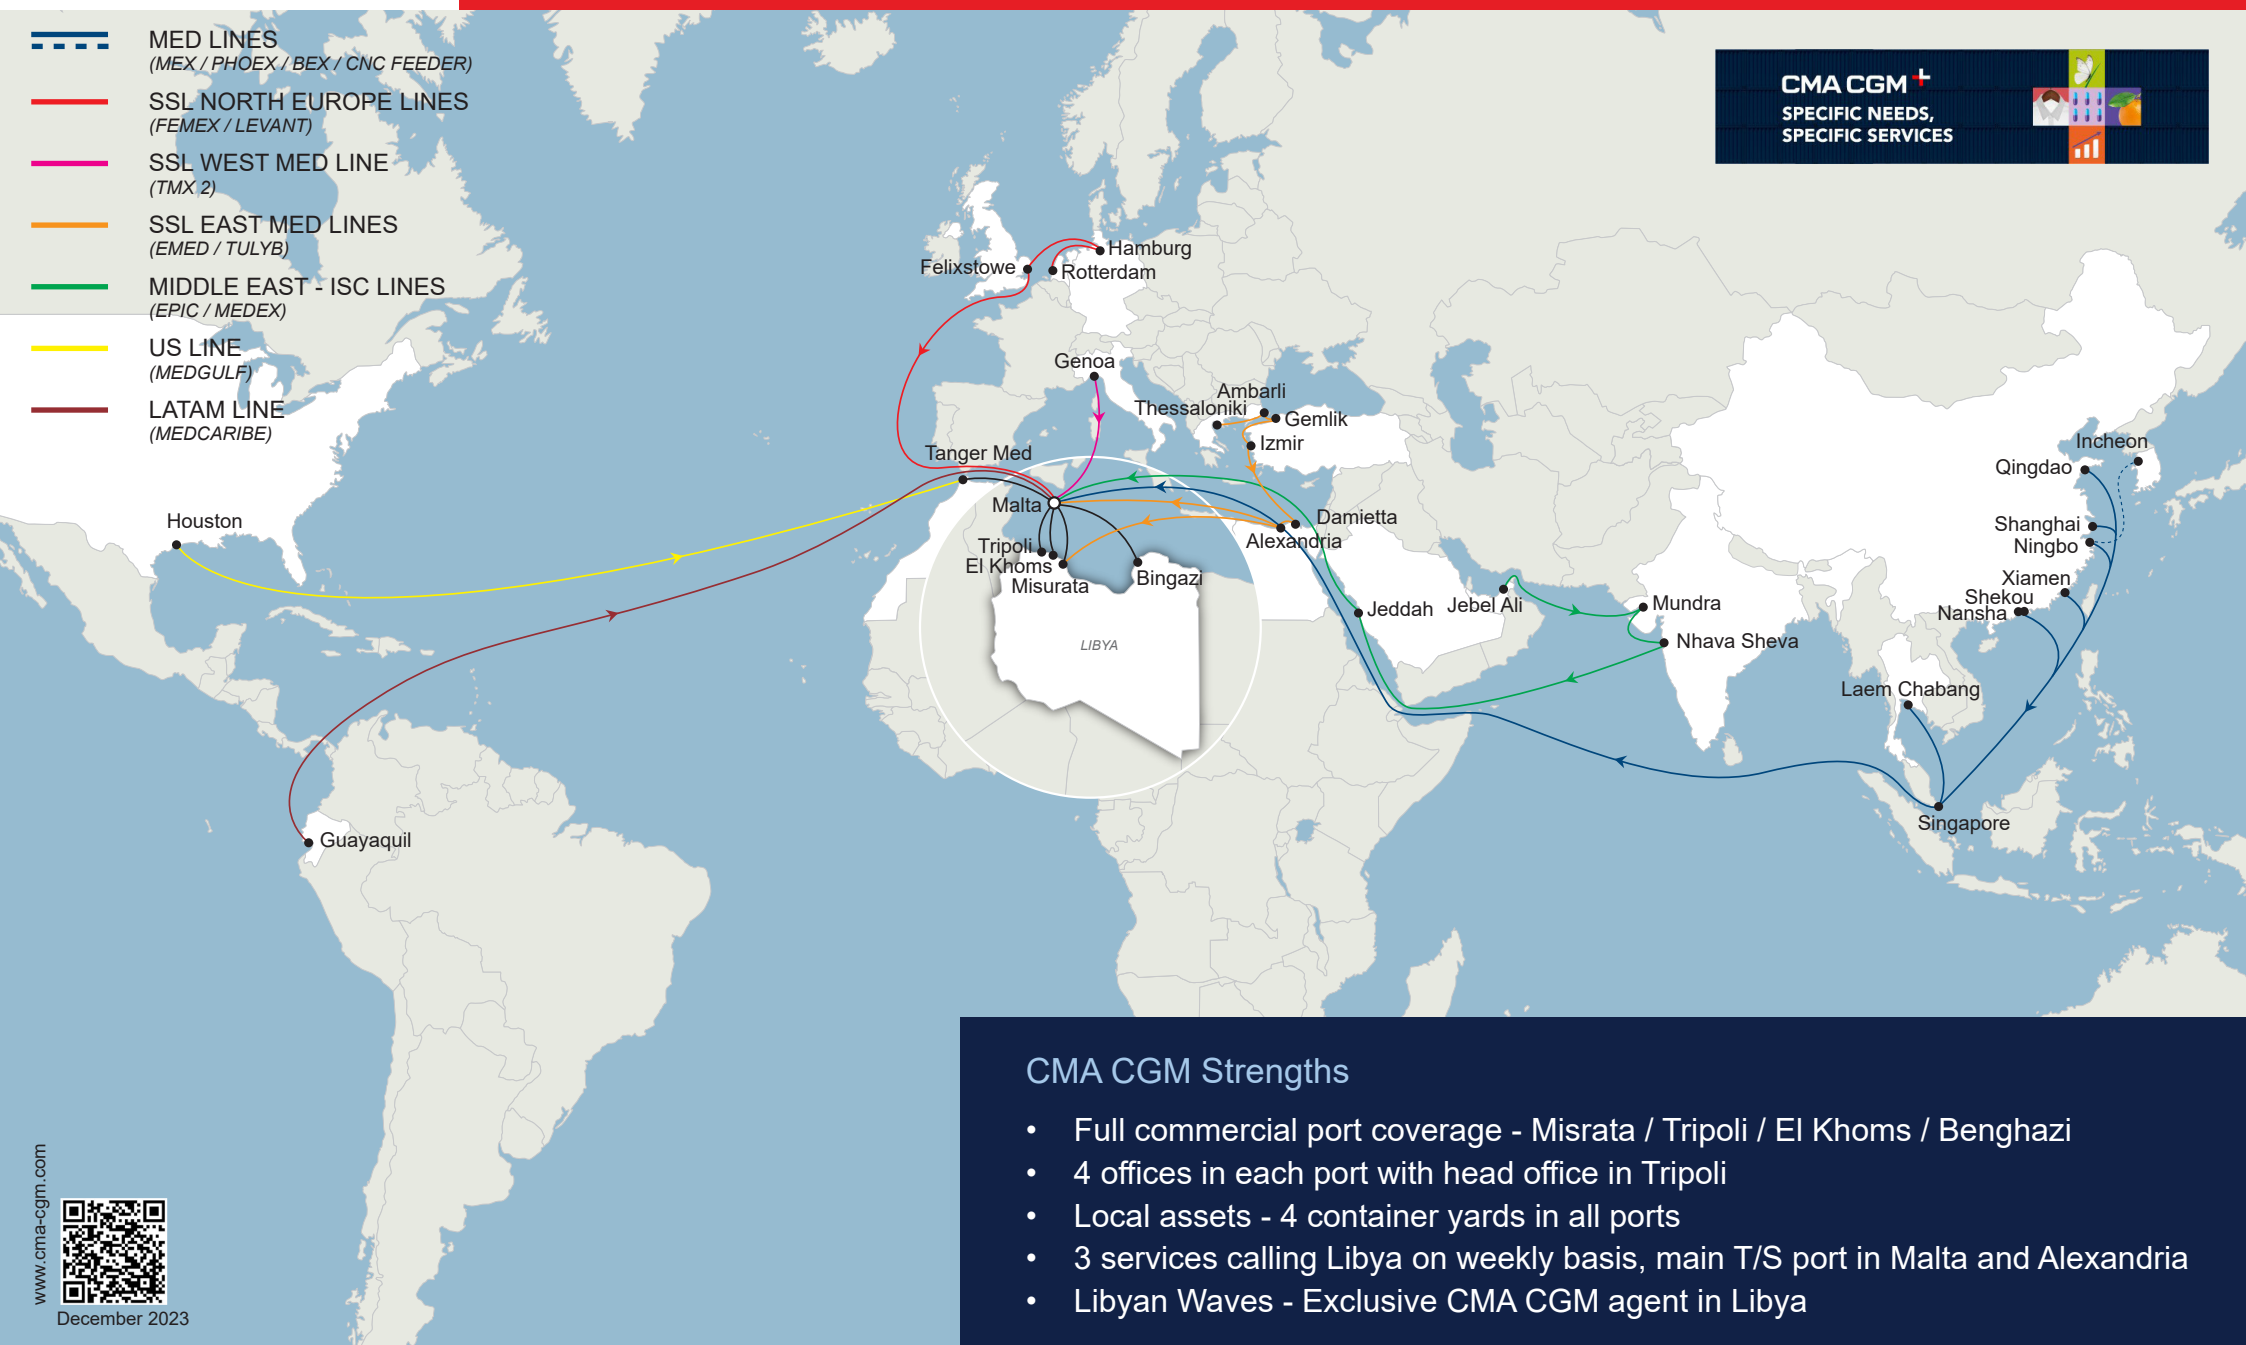 MED LINES
(MEX / PHOEX / BEX / CNC FEEDER)
SSL NORTH EUROPE LINES
(FEMEX / LEVANT)
SSL WEST MED LINE
(TMX 2)
SSL EAST MED LINES
(EMED / TULYB)
MIDDLE EAST - ISC LINES
(EPIC / MEDEX)
US LINE
(MEDGULF)
LATAM LINE
(MEDCARIBE)
CMA CGM
SPECIFIC NEEDS,
SPECIFIC SERVICES
Hamburg
Felixstowe
Rotterdam
Genoa
Ambarli
Thessaloniki
Gemlik
Izmir
Tanger Med
Malta
Houston
Damietta
Alexandria
Tripoli
El Khoms
Misurata
Bingazi
LIBYA
Jeddah
Jebel Ali
Mundra
Nhava Sheva
Incheon
Qingdao
Shanghai
Ningbo
Xiamen
Shekou
Nansha
Laem Chabang
Singapore
Guayaquil
CMA CGM Strengths
• Full commercial port coverage - Misrata / Tripoli / El Khoms / Benghazi
• 4 offices in each port with head office in Tripoli
• Local assets - 4 container yards in all ports
• 3 services calling Libya on weekly basis, main T/S port in Malta and Alexandria
• Libyan Waves - Exclusive CMA CGM agent in Libya
www.cma-cgm.com
December 2023